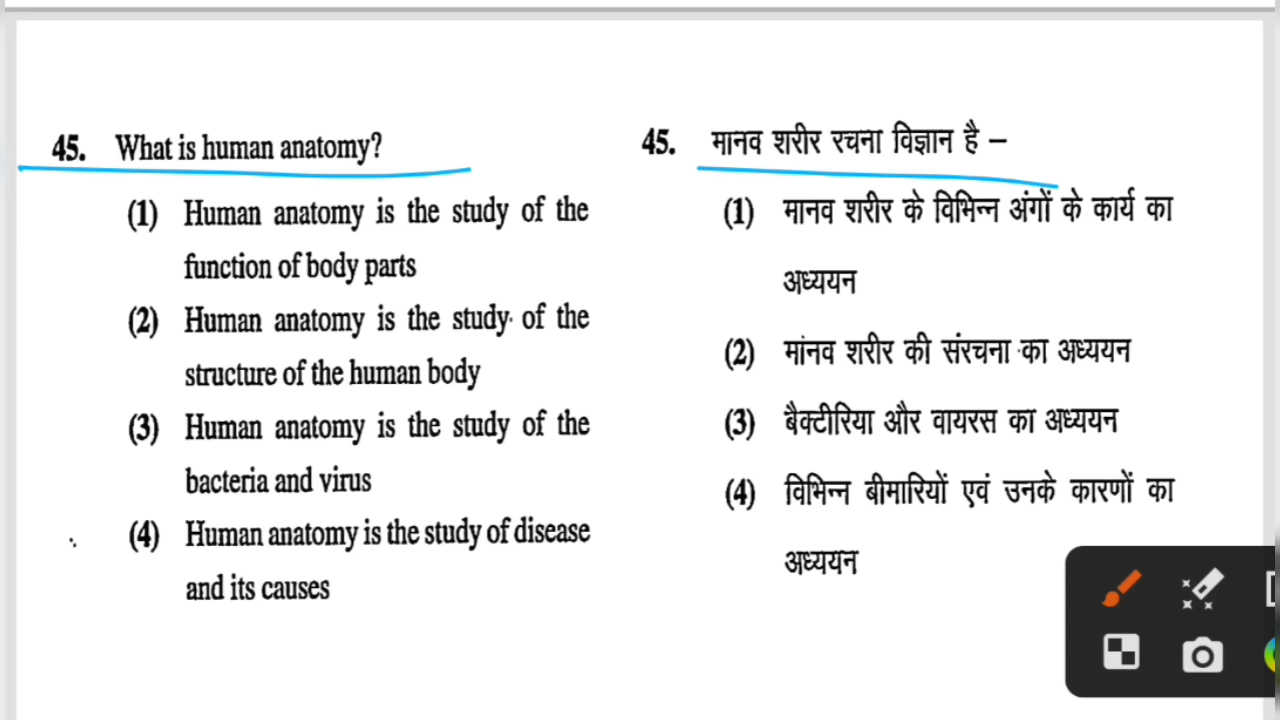 45. What is human anatomy?
(1) Human anatomy is the study of the
function of body parts
(2) Human anatomy is the study of the
structure of the human body
(3) Human anatomy is the study of the
bacteria and virus
(4) Human anatomy is the study of disease
and its causes
45. मानव शरीर रचना विज्ञान है –
(1) मानव शरीर के विभिन्न अंगों के कार्य का
अध्ययन
(2) मानव शरीर की संरचना का अध्ययन
(3) बैक्टीरिया और वायरस का अध्ययन
(4) विभिन्न बीमारियों एवं उनके कारणों का
अध्ययन